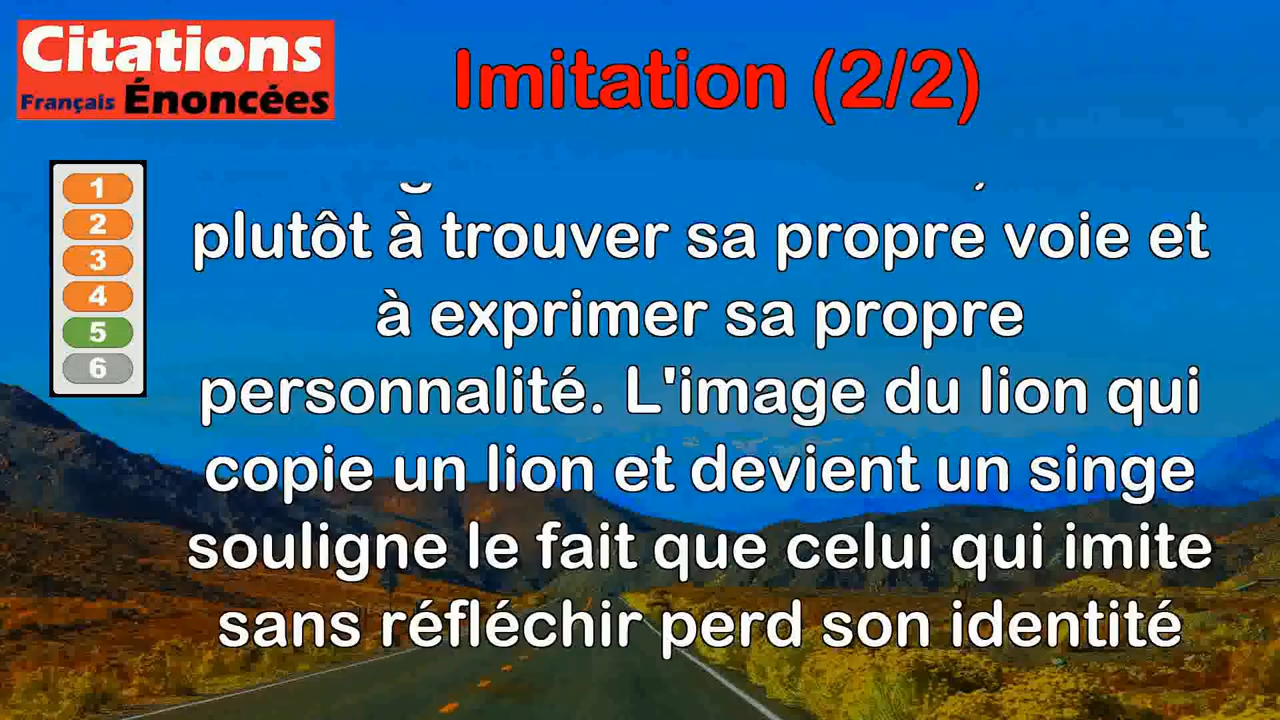 Citations
Français Énoncées
Imitation (2/2)
1
2
3
4
5
6
plutôt à trouver sa propre voie et
à exprimer sa propre
personnalité. L'image du lion qui
copie un lion et devient un singe
souligne le fait que celui qui imite
sans réfléchir perd son identité